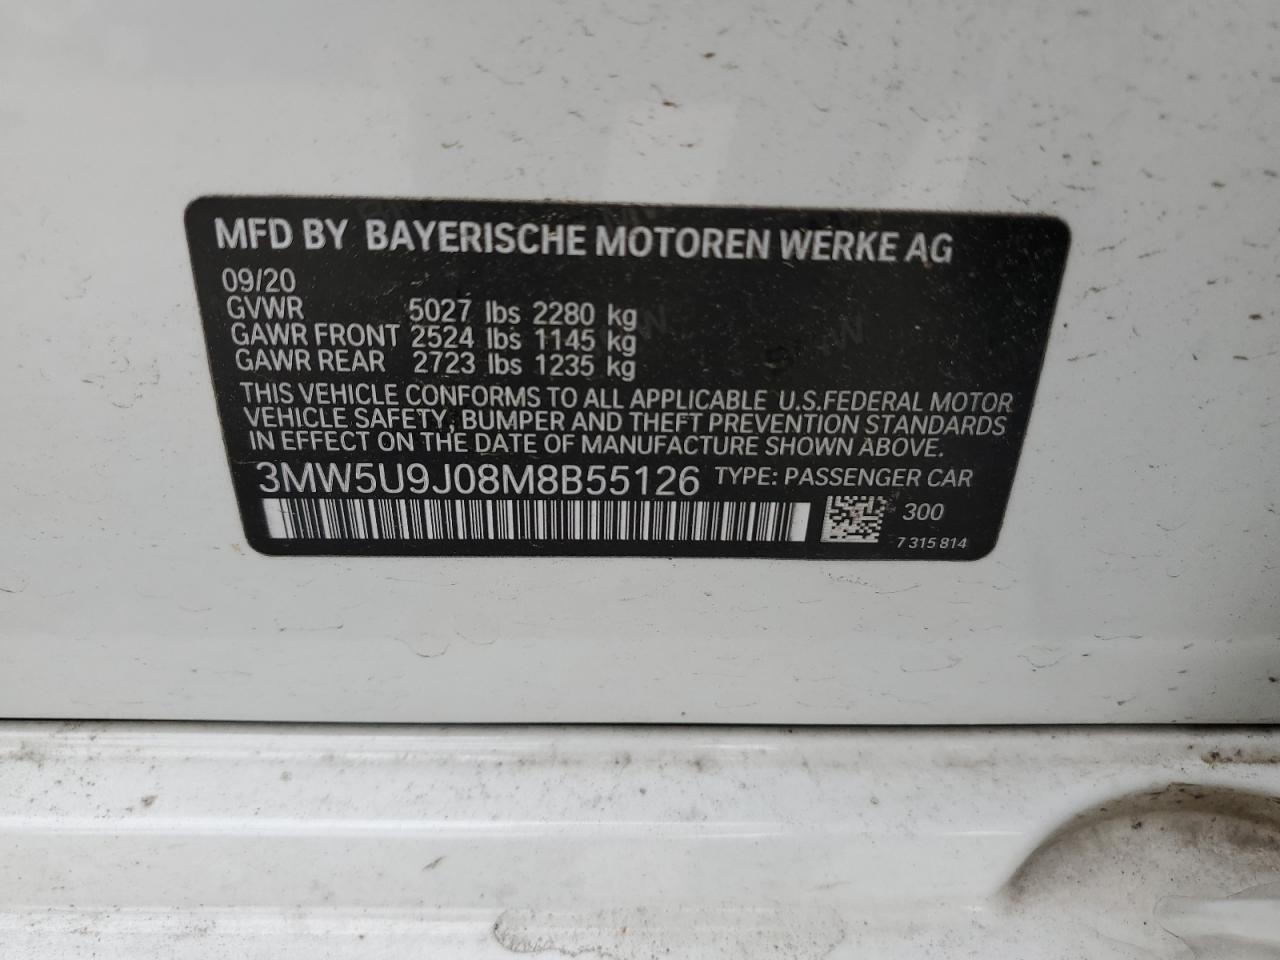 MFD BY BAYERISCHE MOTOREN WERKE AG
09/20
GVWR 5027 lbs 2280 kg
GAWR FRONT 2524 lbs 1145 kg
GAWR REAR 2723 lbs 1235 kg
THIS VEHICLE CONFORMS TO ALL APPLICABLE U.S.FEDERAL MOTOR
VEHICLE SAFETY, BUMPER AND THEFT PREVENTION STANDARDS
IN EFFECT ON THE DATE OF MANUFACTURE SHOWN ABOVE.
3MW5U9J08M8B55126 TYPE: PASSENGER CAR
300
7 315 814